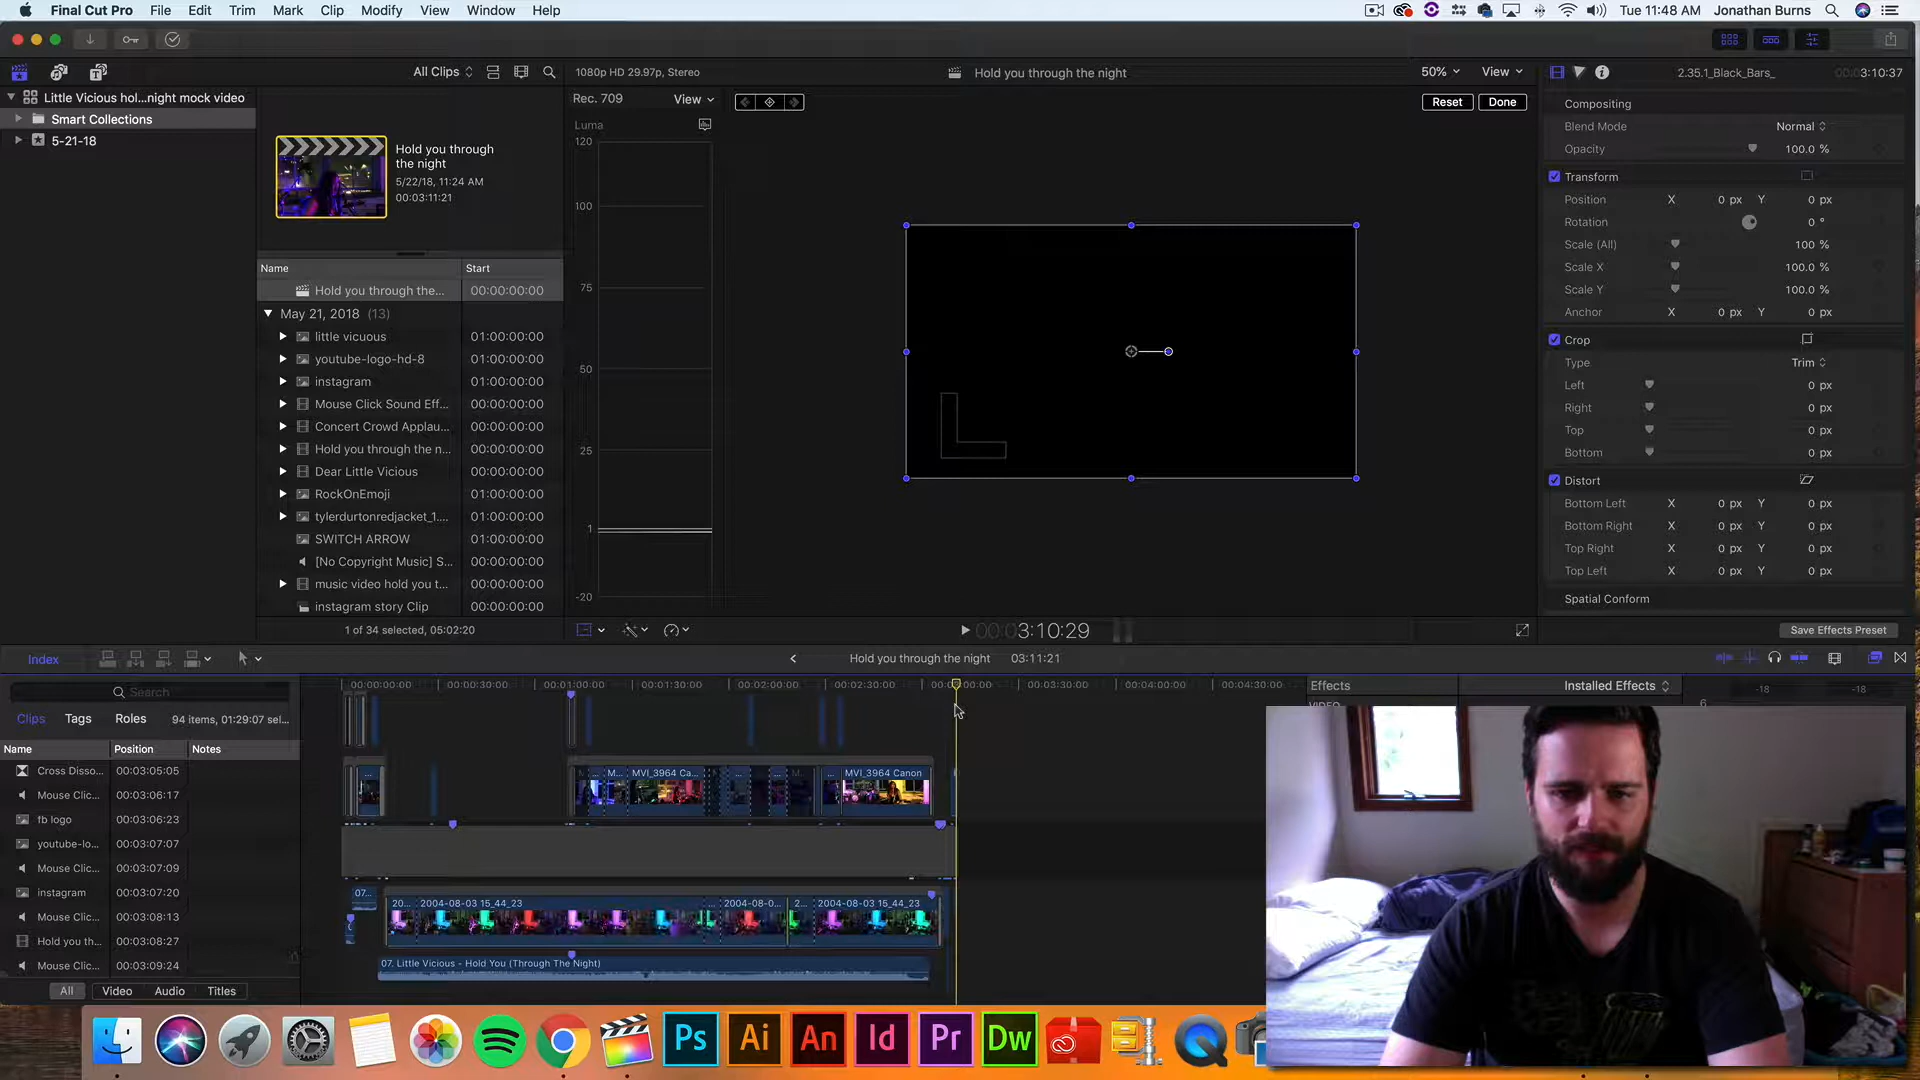 Final Cut Pro File Edit Trim Mark Clip Modify View Window Help Tue 11:48 AM Jonathan Burns
All Clips 1080p HD 29.97p, Stereo Hold you through the night 50% View 2.35.1_Black_Bars_ 3:10:37
Little Vicious hol...night mock video
Smart Collections
5-21-18
Hold you through
the night
5/22/18, 11:24 AM
00:03:11:21
Name Start
Hold you through the... 00:00:00:00
May 21, 2018 (13)
little vicuous 01:00:00:00
youtube-logo-hd-8 01:00:00:00
instagram 01:00:00:00
Mouse Click Sound Eff... 00:00:00:00
Concert Crowd Applau... 00:00:00:00
Hold you through the n... 00:00:00:00
Dear Little Vicious 00:00:00:00
RockOnEmoji 01:00:00:00
tylerdurtonredjacket_1.... 01:00:00:00
SWITCH ARROW 01:00:00:00
[No Copyright Music] S... 00:00:00:00
music video hold you t... 00:00:00:00
instagram story Clip 00:00:00:00
1 of 34 selected, 05:02:20
Rec. 709 View
Luma
120
100
75
50
25
1
-20
Reset Done
00:00:3:10:29
Compositing
Blend Mode Normal
Opacity 100.0 %
Transform
Position X 0 px Y 0 px
Rotation 0 °
Scale (All) 100 %
Scale X 100.0 %
Scale Y 100.0 %
Anchor X 0 px Y 0 px
Crop
Type Trim
Left 0 px
Right 0 px
Top 0 px
Bottom 0 px
Distort
Bottom Left X 0 px Y 0 px
Bottom Right X 0 px Y 0 px
Top Right X 0 px Y 0 px
Top Left X 0 px Y 0 px
Spatial Conform
Save Effects Preset
Index Hold you through the night 03:11:21
Search
Clips Tags Roles 94 items, 01:29:07 sel...
Name Position Notes
Cross Disso... 00:03:05:05
Mouse Clic... 00:03:06:17
fb logo 00:03:06:23
youtube-lo... 00:03:07:07
Mouse Clic... 00:03:07:09
instagram 00:03:07:20
Mouse Clic... 00:03:08:13
Hold you th... 00:03:08:27
Mouse Clic... 00:03:09:24
All Video Audio Titles
00:00:00:00 00:00:30:00 00:01:00:00 00:01:30:00 00:02:00:00 00:02:30:00 00:03:30:00 00:04:00:00 00:04:30:00
... M... MVI_3964 Ca... ... MVI_3964 Canon
07...
20... 2004-08-03 15_44_23 ... 2004-08-0... 2... 2004-08-03 15_44_23
07. Little Vicious - Hold You (Through The Night)
Effects Installed Effects
VIDEO
-18 -18
6
Ps Ai An Id Pr Dw